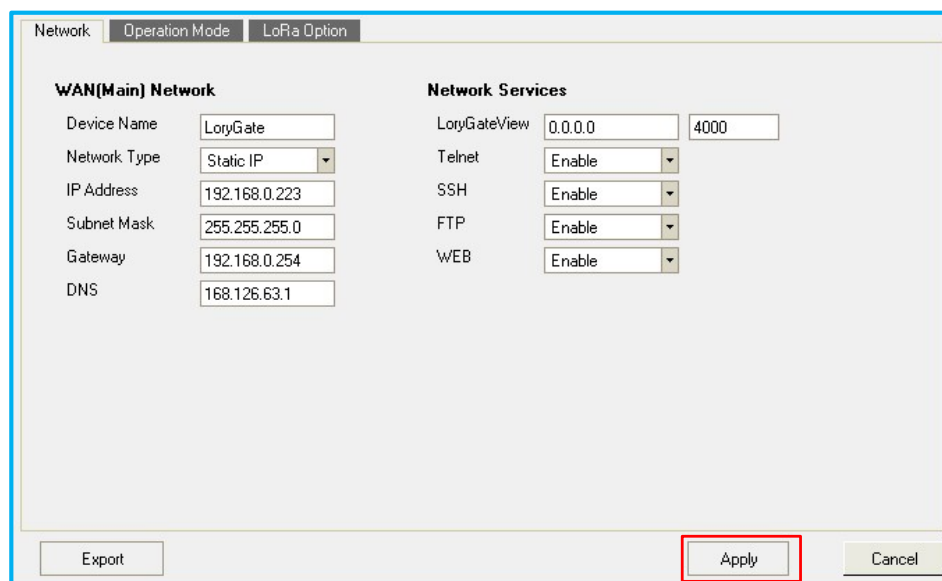 Network Operation Mode LoRa Option
WAN(Main) Network
Device Name LoryGate
Network Type Static IP
IP Address 192.168.0.223
Subnet Mask 255.255.255.0
Gateway 192.168.0.254
DNS 168.126.63.1
Network Services
LoryGateView 0.0.0.0 4000
Telnet Enable
SSH Enable
FTP Enable
WEB Enable
Export Apply Cancel